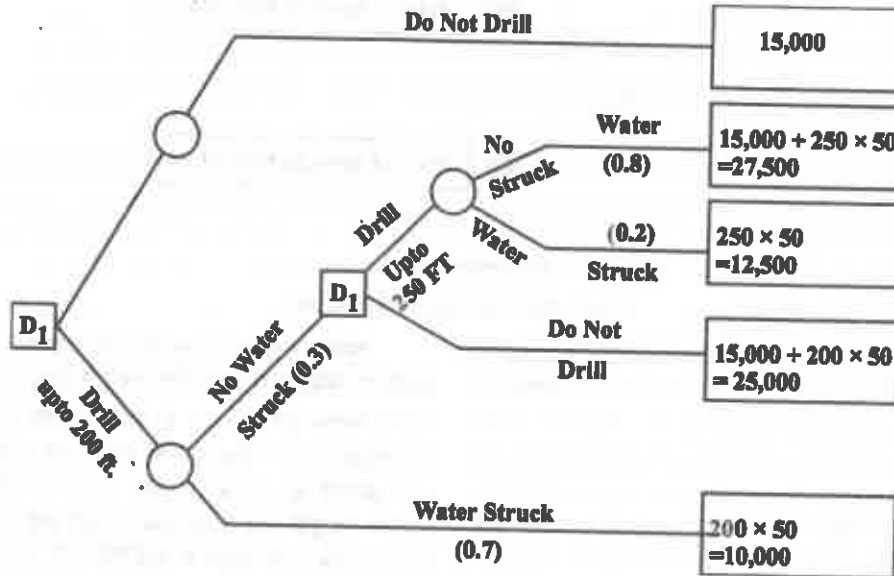 Do Not Drill
15,000
No
Struck
Water
(0.8)
15,000 + 250 × 50
=27,500
Drill
Upto
250 FT
Water
(0.2)
Struck
250 × 50
=12,500
D1
D1
No Water
Struck (0.3)
Do Not
Drill
15,000 + 200 × 50
= 25,000
Drill
upto 200 ft.
Water Struck
(0.7)
200 × 50
=10,000